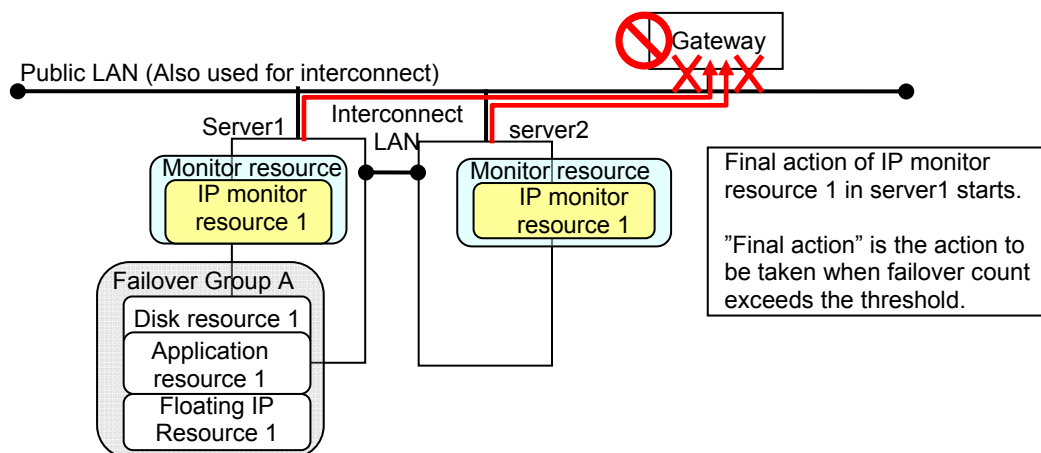 Gateway
Public LAN (Also used for interconnect)
Interconnect
LAN
Server1
server2
Monitor resource
IP monitor
resource 1
Monitor resource
IP monitor
resource 1
Failover Group A
Disk resource 1
Application
resource 1
Floating IP
Resource 1
Final action of IP monitor
resource 1 in server1 starts.
”Final action” is the action to
be taken when failover count
exceeds the threshold.